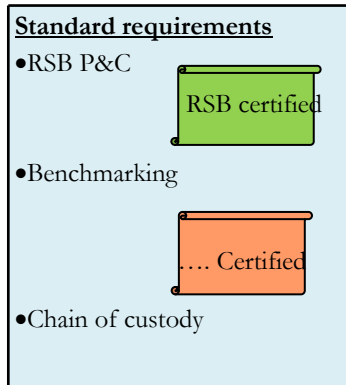 Standard requirements
•RSB P&C
RSB certified
•Benchmarking
.... Certified
•Chain of custody